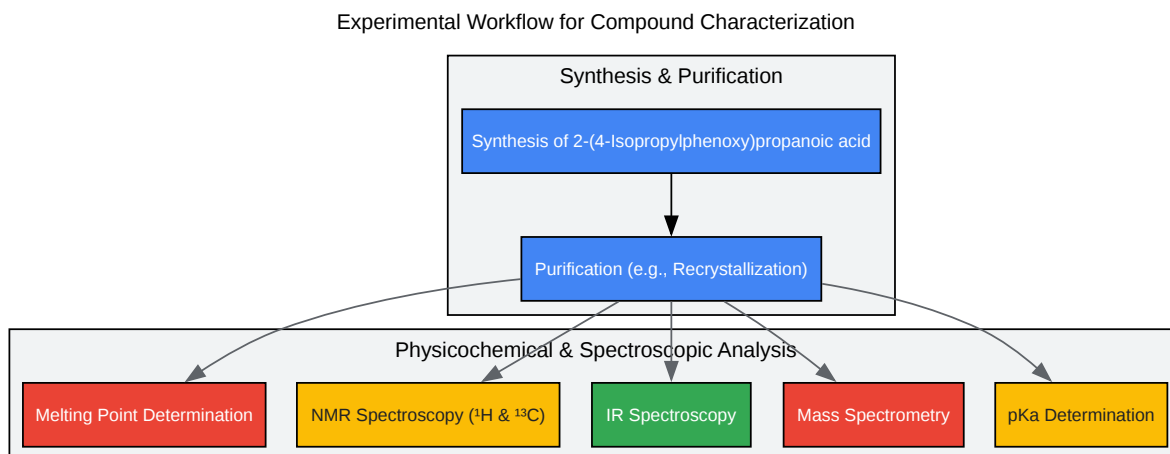 Experimental Workflow for Compound Characterization
Synthesis & Purification
Synthesis of 2-(4-Isopropylphenoxy)propanoic acid
Purification (e.g., Recrystallization)
Physicochemical & Spectroscopic Analysis
Melting Point Determination
NMR Spectroscopy (¹H & ¹³C)
IR Spectroscopy
Mass Spectrometry
pKa Determination